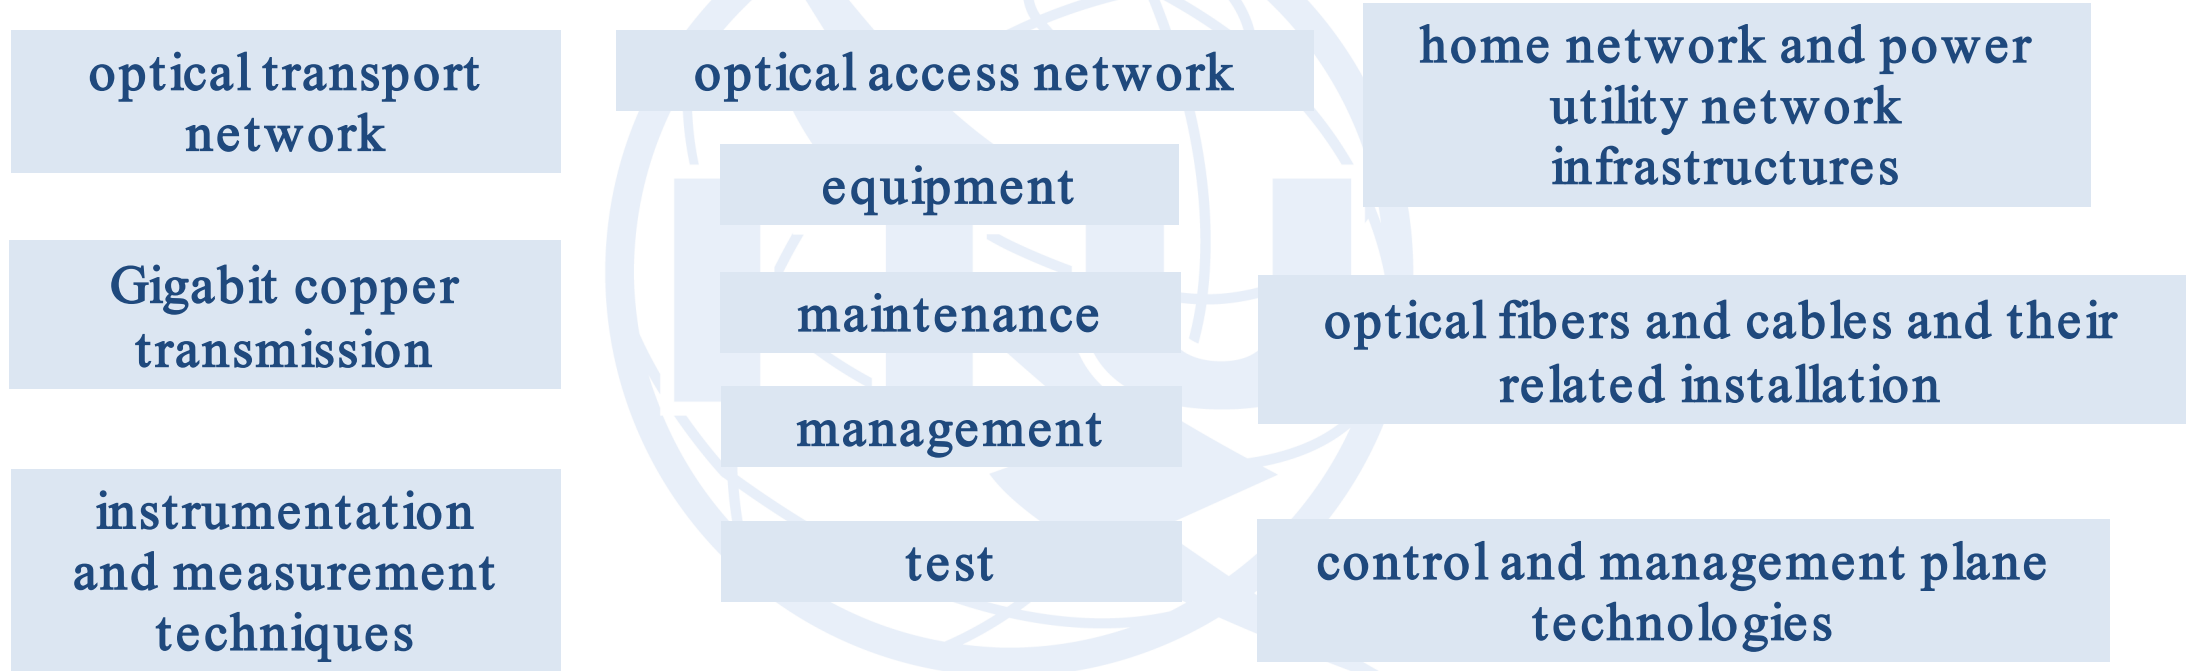 optical transport
network
optical access network
home network and power
utility network
infrastructures
equipment
Gigabit copper
transmission
maintenance
optical fibers and cables and their
related installation
management
instrumentation
and measurement
techniques
test
control and management plane
technologies
ITU